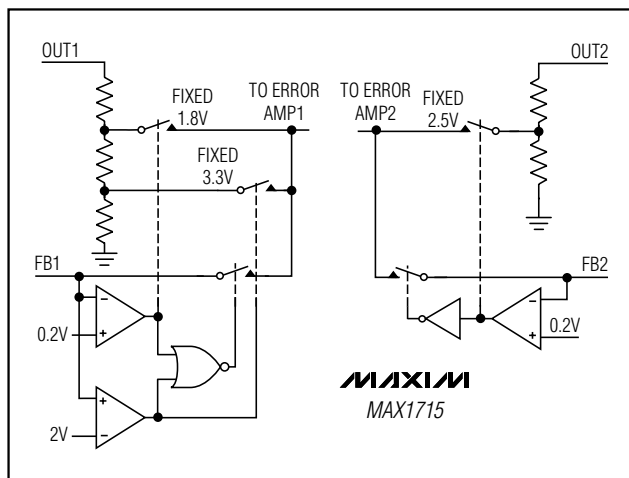 OUT1
OUT2
FIXED
1.8V
TO ERROR
AMP1
TO ERROR
AMP2
FIXED
2.5V
FIXED
3.3V
FB1
FB2
−
+
0.2V
−
+
0.2V
+
−
2V
MAXIM
MAX1715